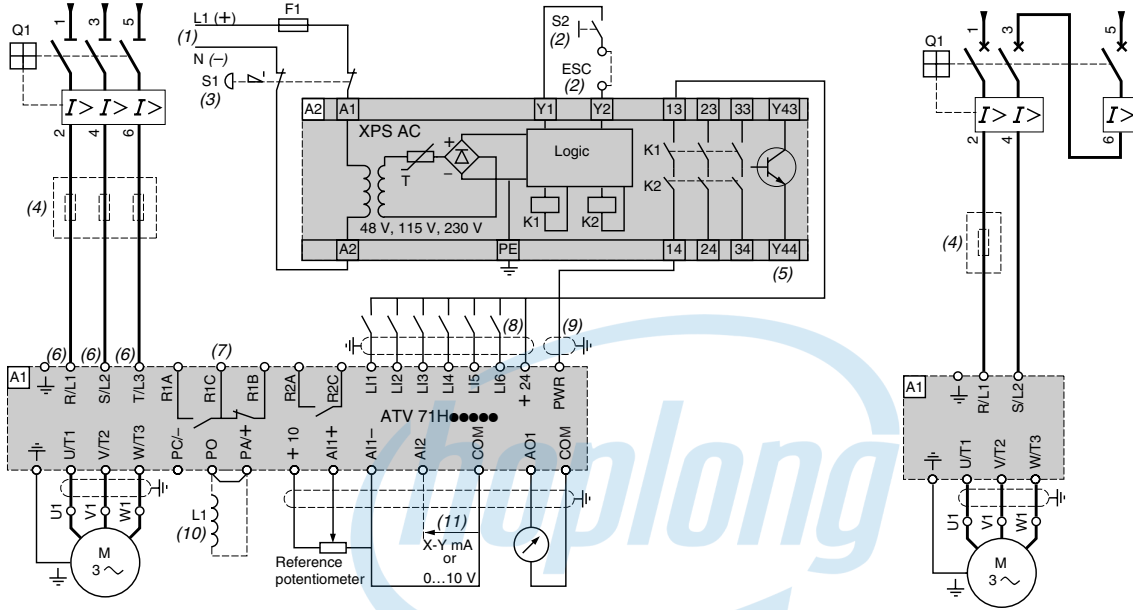 L1 (+)
F1
(1)
N (–)
S1
(3)
S2
(2)
ESC
(2)
Q1
1
3
5
I>
I>
I>
2
4
6
(4)
A2
A1
Y1
Y2
13
23
33
Y43
XPS AC
+
–
T
Logic
K1
K2
K1
K2
48 V, 115 V, 230 V
A2
PE
14
24
34
Y44
(5)
(6)
(6)
(6)
(7)
(8)
(9)
A1
R/L1
S/L2
T/L3
R1A
R1C
R1B
R2A
R2C
LI1
LI2
LI3
LI4
LI5
LI6
+ 24
PWR
ATV 71H●●●●●
U/T1
V/T2
W/T3
PC/–
PO
PA/+
+ 10
AI1+
AI1–
AI2
COM
AO1
COM
U1
V1
W1
M
3
L1
(10)
Reference
potentiometer
(11)
X-Y mA
or
0...10 V
Q1
1
3
5
I>
I>
I>
2
4
6
(4)
A1
R/L1
S/L2
U/T1
V/T2
W/T3
U1
V1
W1
M
3
hoplong